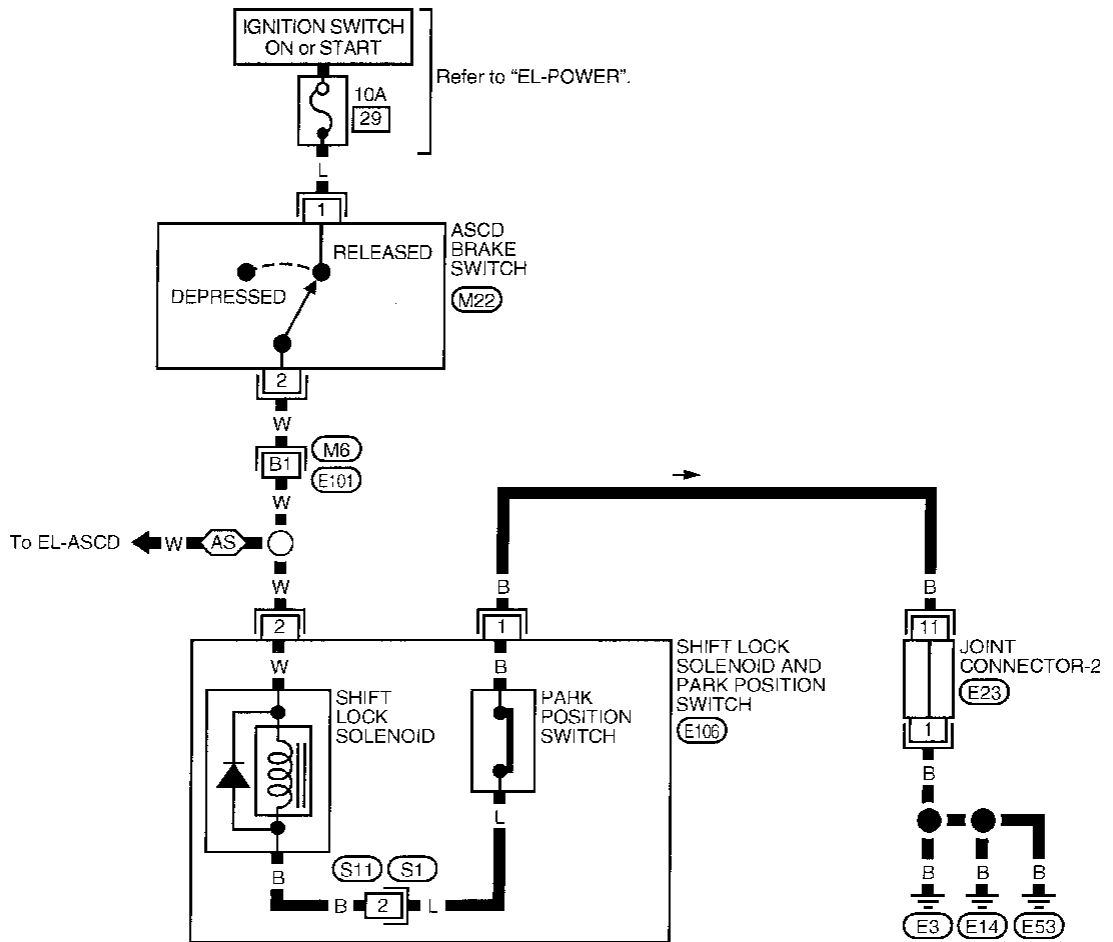 IGNITION SWITCH
ON or START
Refer to "EL-POWER".
10A
29
L
1
ASCD
BRAKE
SWITCH
M22
RELEASED
DEPRESSED
2
W
B1
M6
E101
W
To EL-ASCD
W
AS
W
B
B
2
1
11
W
B
SHIFT LOCK
SOLENOID AND
PARK POSITION
SWITCH
E106
JOINT
CONNECTOR-2
E23
SHIFT
LOCK
SOLENOID
PARK
POSITION
SWITCH
1
B
L
B
S11
S1
B
2
L
B
B
B
E3
E14
E53